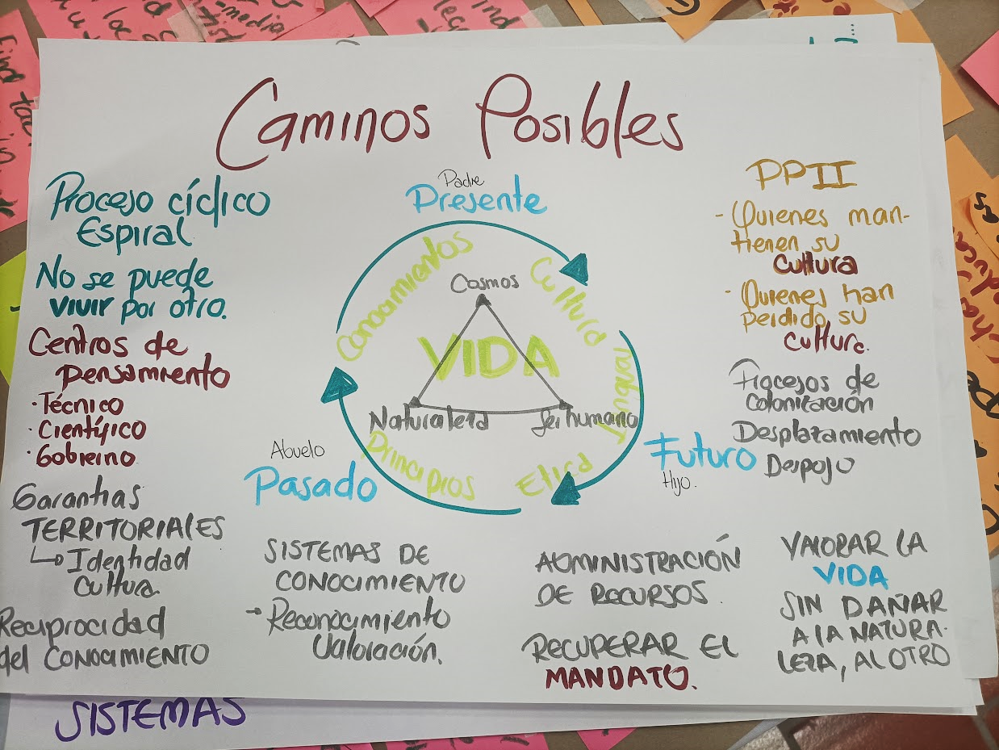 Caminos Posibles
Proceso cíclico
Espiral
No se puede
vivir por otro.
Centros de
pensamiento
· Técnico
· Científico
· Gobierno
Garantias
TERRITORIALES
↳ Identidad
Cultura
Reciprocidad
del CONOCIMIENTO
Padre
Presente
Conocimientos
Cultura
Cosmos
VIDA
Lengua
Naturaleza
Ser humano
Principios
Etica
Abuelo
Pasado
Futuro
Hijo.
SISTEMAS DE
CONOCIMIENTO
→ Reconocimiento
Valoración.
ADMINISTRACIÓN
DE RECURSOS.
RECUPERAR EL
MANDATO.
PPII
- Quienes man-
tienen su
Cultura
- Quienes han
perdido su
Cultura.
Procesos de
Colonización
Desplazamiento
Despojo
VALORAR LA
VIDA
SIN DAÑAR
A LA NATURA-
LEZA, AL OTRO
SISTEMAS